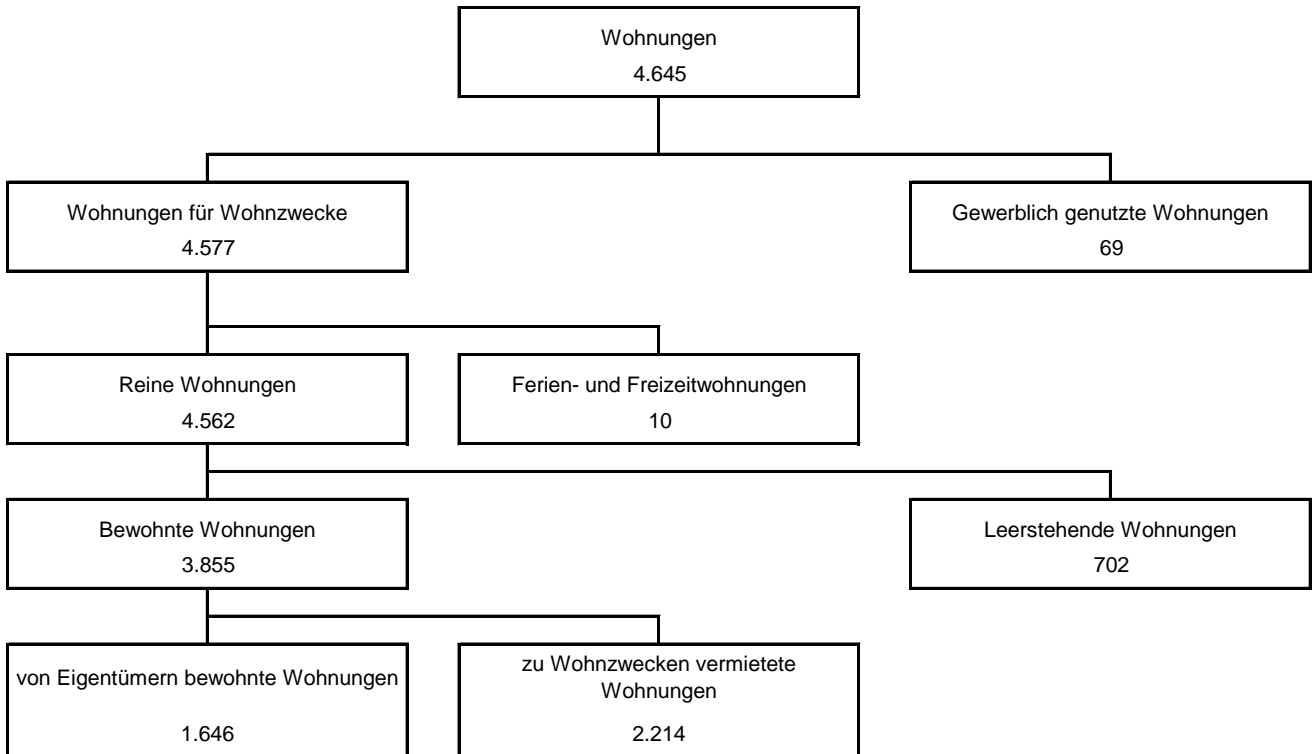 Wohnungen
4.645
Wohnungen für Wohnzwecke
4.577
Gewerblich genutzte Wohnungen
69
Reine Wohnungen
4.562
Ferien- und Freizeitwohnungen
10
Bewohnte Wohnungen
3.855
Leerstehende Wohnungen
702
von Eigentümern bewohnte Wohnungen
1.646
zu Wohnzwecken vermietete
Wohnungen
2.214